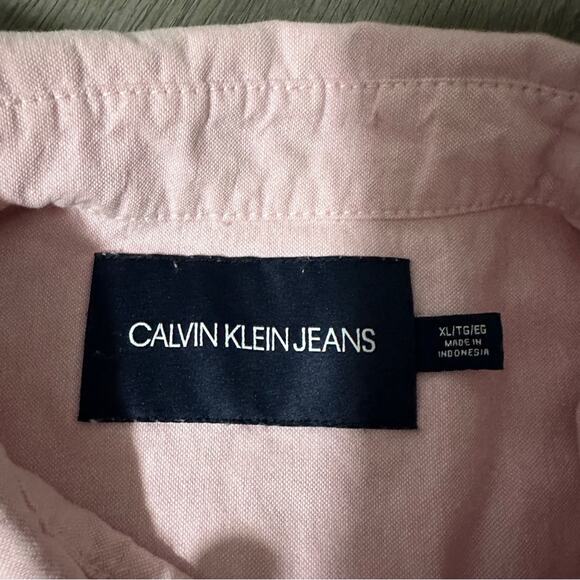 CALVIN KLEIN JEANS
XL/TG/EG
MADE IN
INDONESIA